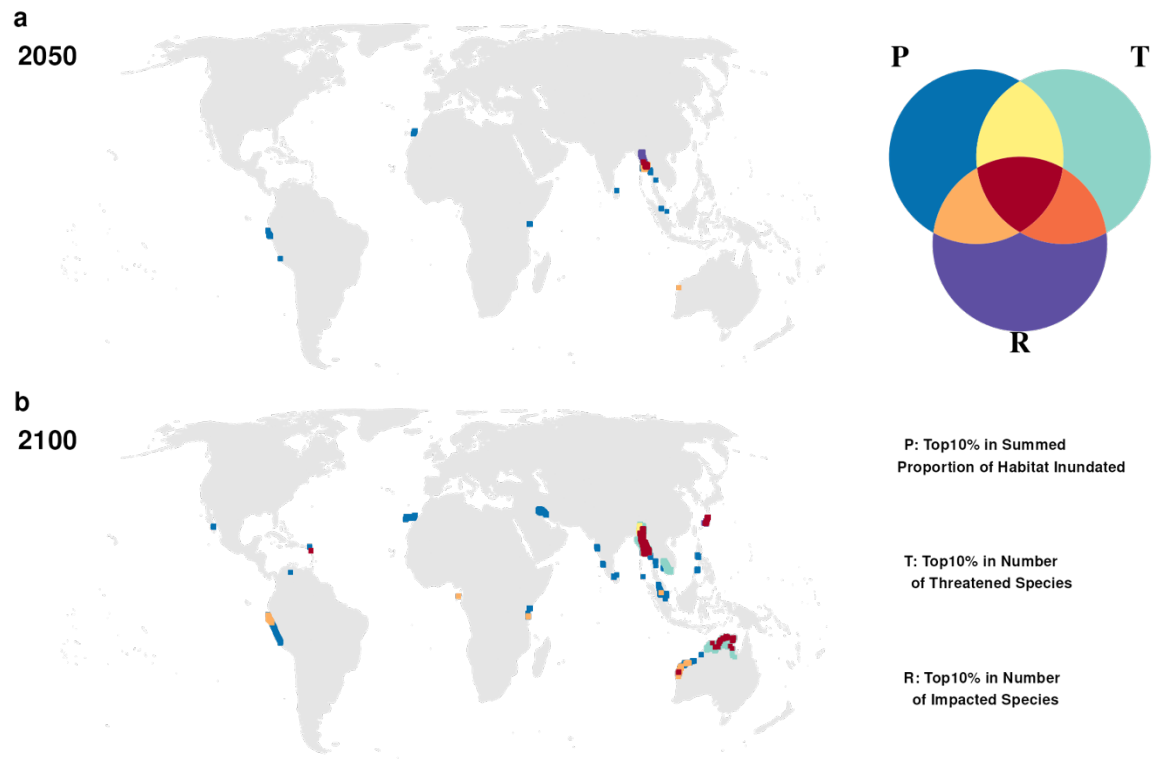 a
2050
P
T
R
b
2100
P: Top10% in Summed
Proportion of Habitat Inundated
T: Top10% in Number
of Threatened Species
R: Top10% in Number
of Impacted Species